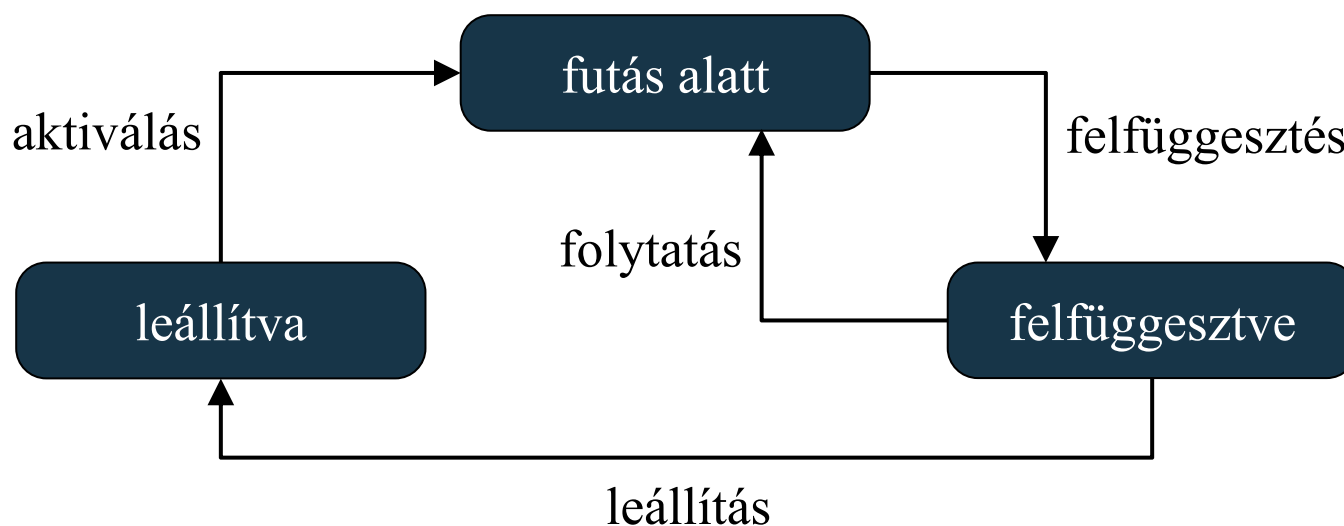 futás alatt
aktiválás
felfüggesztés
folytatás
leállítva
felfüggesztve
leállítás